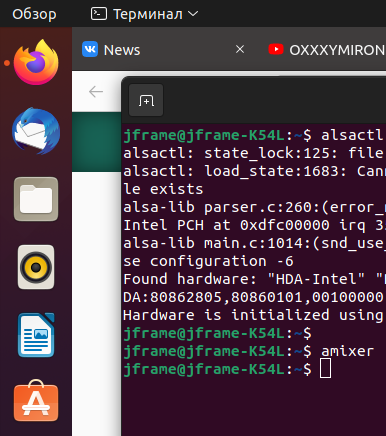 Обзор
Терминал
News
OXXXYMIRON
jframe@jframe-K54L:~$ alsactl
alsactl: state_lock:125: file
alsactl: load_state:1683: Cann
le exists
alsa-lib parser.c:260:(error_n
Intel PCH at 0xdfc00000 irq 3
alsa-lib main.c:1014:(snd_use_
se configuration -6
Found hardware: "HDA-Intel" "
DA:80862805,80860101,00100000
Hardware is initialized using
jframe@jframe-K54L:~$
jframe@jframe-K54L:~$ amixer
jframe@jframe-K54L:~$